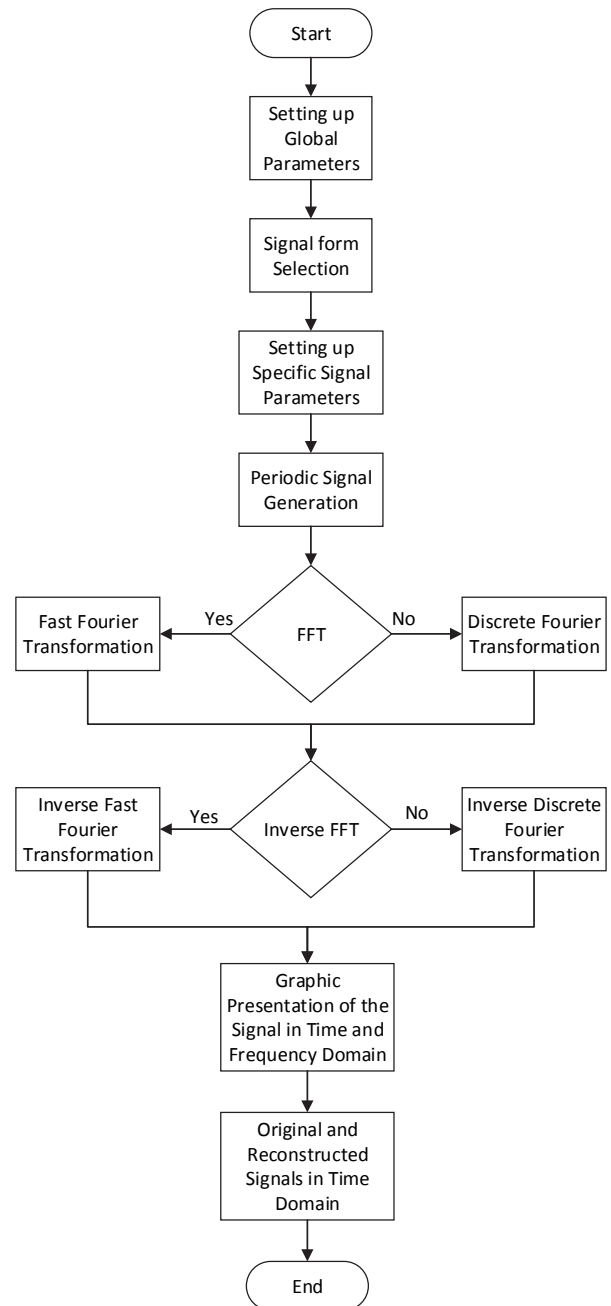 Start
Setting up
Global
Parameters
Signal form
Selection
Setting up
Specific Signal
Parameters
Periodic Signal
Generation
Fast Fourier
Transformation
Yes
FFT
No
Discrete Fourier
Transformation
Inverse Fast
Fourier
Transformation
Yes
Inverse FFT
No
Inverse Discrete
Fourier
Transformation
Graphic
Presentation of the
Signal in Time and
Frequency Domain
Original and
Reconstructed
Signals in Time
Domain
End